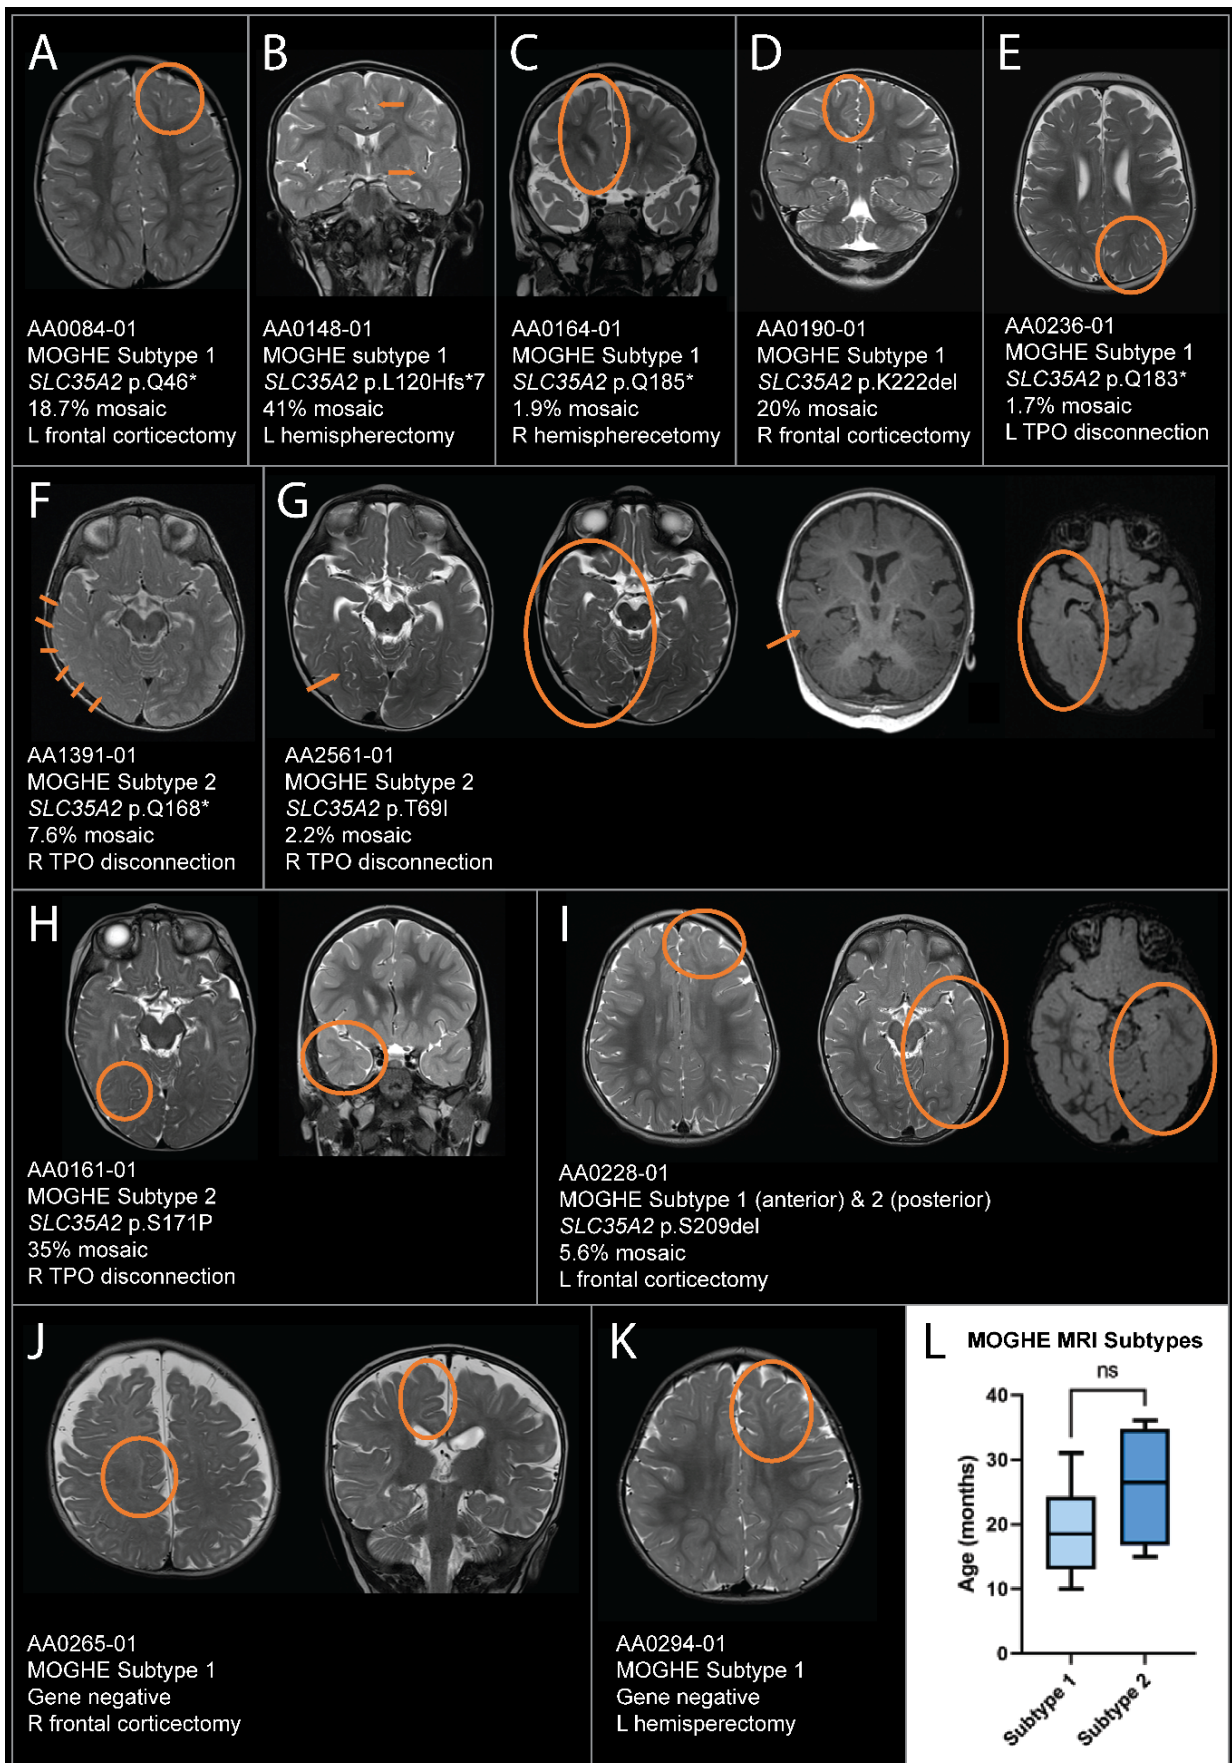 A
AA0084-01
MOGHE Subtype 1
SLC35A2 p.Q46*
18.7% mosaic
L frontal corticectomy
B
AA0148-01
MOGHE subtype 1
SLC35A2 p.L120Hfs*7
41% mosaic
L hemispherectomy
C
AA0164-01
MOGHE Subtype 1
SLC35A2 p.Q185*
1.9% mosaic
R hemispherecetomy
D
AA0190-01
MOGHE Subtype 1
SLC35A2 p.K222del
20% mosaic
R frontal corticectomy
E
AA0236-01
MOGHE Subtype 1
SLC35A2 p.Q183*
1.7% mosaic
L TPO disconnection
F
AA1391-01
MOGHE Subtype 2
SLC35A2 p.Q168*
7.6% mosaic
R TPO disconnection
G
AA2561-01
MOGHE Subtype 2
SLC35A2 p.T69I
2.2% mosaic
R TPO disconnection
H
AA0161-01
MOGHE Subtype 2
SLC35A2 p.S171P
35% mosaic
R TPO disconnection
I
AA0228-01
MOGHE Subtype 1 (anterior) & 2 (posterior)
SLC35A2 p.S209del
5.6% mosaic
L frontal corticectomy
J
AA0265-01
MOGHE Subtype 1
Gene negative
R frontal corticectomy
K
AA0294-01
MOGHE Subtype 1
Gene negative
L hemisperectomy
L
MOGHE MRI Subtypes
ns
Age (months)
40
30
20
10
0
Subtype 1
Subtype 2